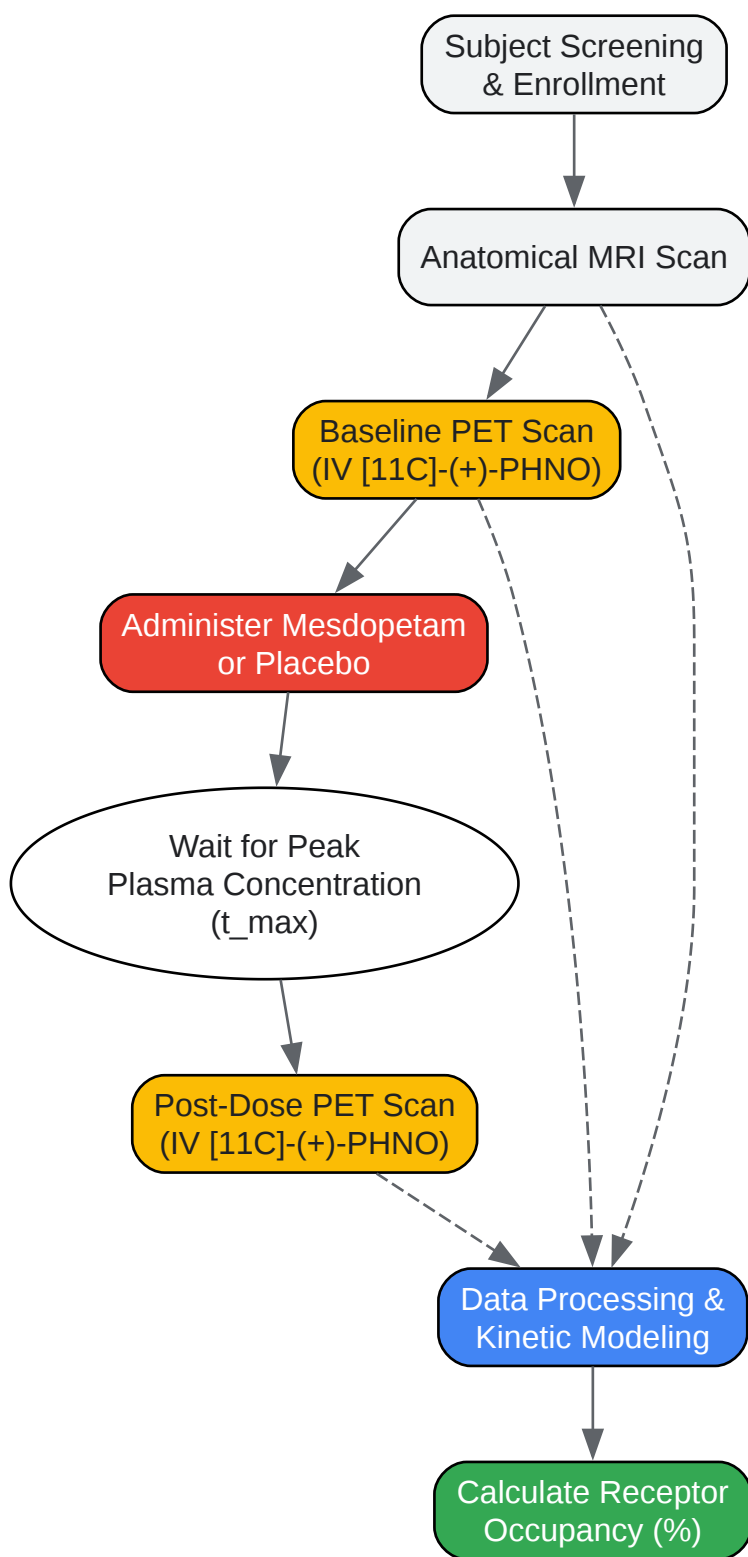 Subject Screening
& Enrollment
Anatomical MRI Scan
Baseline PET Scan
(IV [11C]-(+)-PHNO)
Administer Mesdopetam
or Placebo
Wait for Peak
Plasma Concentration
(t_max)
Post-Dose PET Scan
(IV [11C]-(+)-PHNO)
Data Processing &
Kinetic Modeling
Calculate Receptor
Occupancy (%)